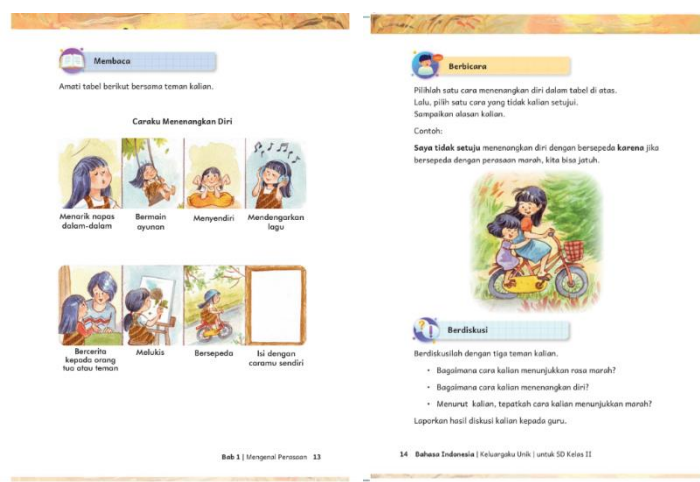 Membaca
Amati tabel berikut bersama teman kalian.
Caraku Menenangkan Diri
Menarik napas
dalam-dalam
Bermain
ayunan
Menyendiri
Mendengarkan
lagu
Bercerita
kepada orang
tua atau teman
Melukis
Bersepeda
Isi dengan
caramu sendiri
Bab 1 | Mengenal Perasaan 13
Berbicara
Pilihlah satu cara menenangkan diri dalam tabel di atas.
Lalu, pilih satu cara yang tidak kalian setujui.
Sampaikan alasan kalian.
Contoh:
Saya tidak setuju menenangkan diri dengan bersepeda karena jika
bersepeda dengan perasaan marah, kita bisa jatuh.
Berdiskusi
Berdiskusilah dengan tiga teman kalian.
• Bagaimana cara kalian menunjukkan rasa marah?
• Bagaimana cara kalian menenangkan diri?
• Menurut kalian, tepatkah cara kalian menunjukkan marah?
Laporkan hasil diskusi kalian kepada guru.
14 Bahasa Indonesia | Keluargaku Unik | untuk SD Kelas II